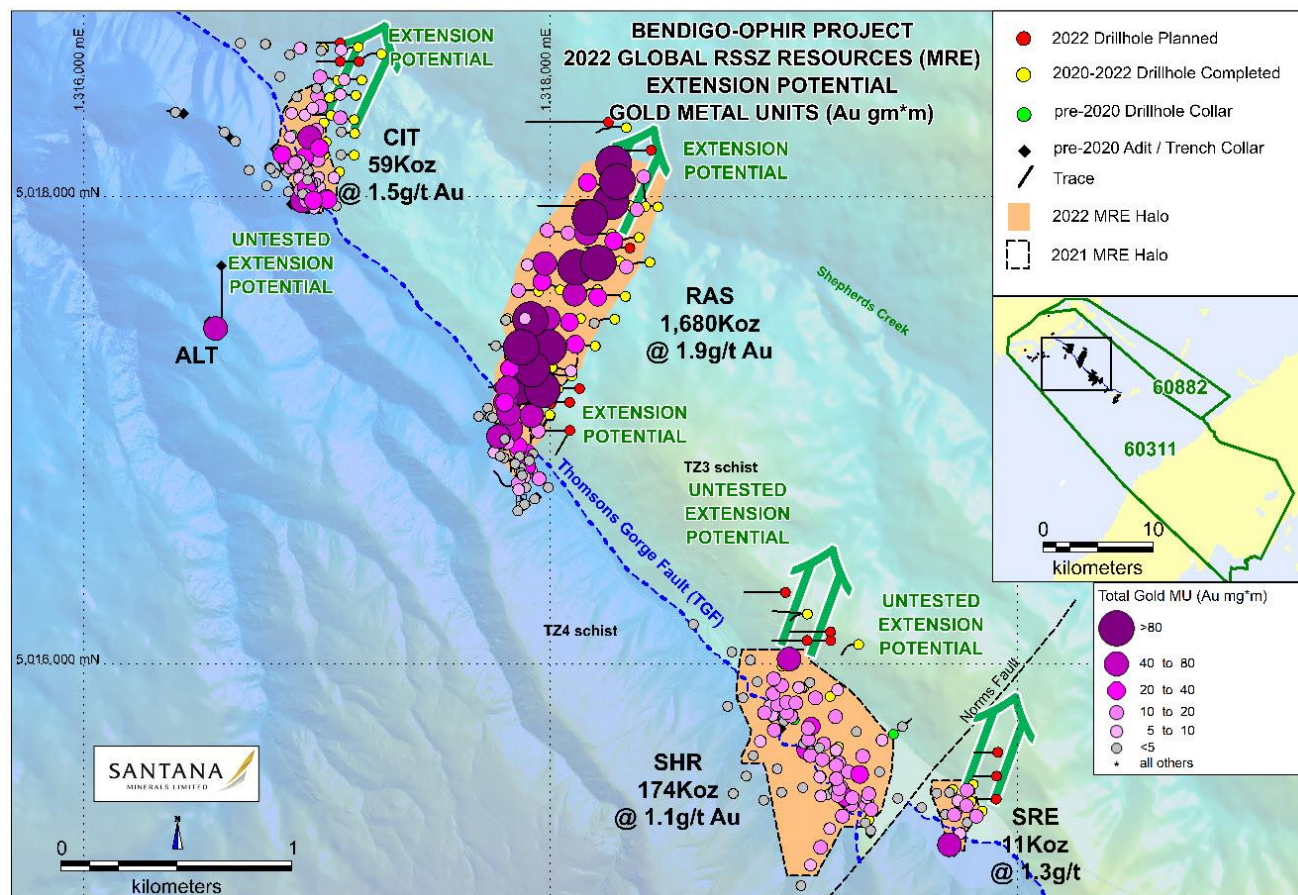 BENDIGO-OPHIR PROJECT
2022 GLOBAL RSSZ RESOURCES (MRE)
EXTENSION POTENTIAL
GOLD METAL UNITS (Au gm*m)
1,316,000 mE
1,318,000 mE
5,018,000 mN
5,016,000 mN
EXTENSION
POTENTIAL
CIT
59Koz
@ 1.5g/t Au
UNTESTED
EXTENSION
POTENTIAL
ALT
EXTENSION
POTENTIAL
Shepherds Creek
RAS
1,680Koz
@ 1.9g/t Au
EXTENSION
POTENTIAL
Thomsons Gorge Fault (TGF)
TZ3 schist
UNTESTED
EXTENSION
POTENTIAL
TZ4 schist
UNTESTED
EXTENSION
POTENTIAL
Norms Fault
SHR
174Koz
@ 1.1g/t Au
SRE
11Koz
@ 1.3g/t
SANTANA
MINERALS LIMITED
N
0 1
kilometers
2022 Drillhole Planned
2020-2022 Drillhole Completed
pre-2020 Drillhole Collar
pre-2020 Adit / Trench Collar
Trace
2022 MRE Halo
2021 MRE Halo
60882
60311
0 10
kilometers
Total Gold MU (Au mg*m)
>80
40 to 80
20 to 40
10 to 20
5 to 10
<5
all others